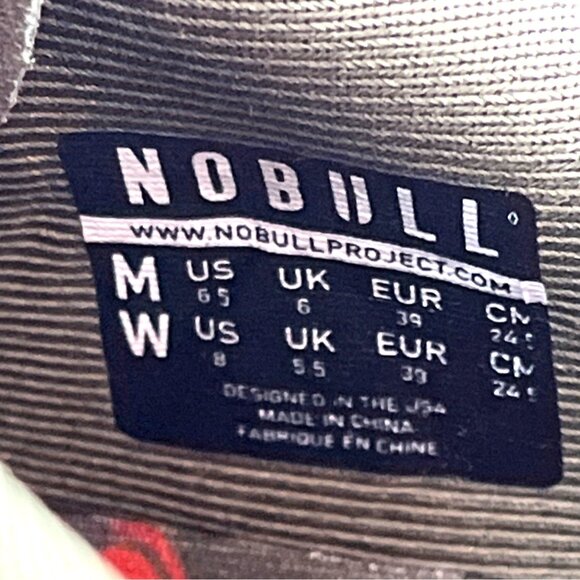 NOBULL
WWW.NOBULLPROJECT.COM
M US UK EUR CM
6.5 6 39 24.5
W US UK EUR CM
8 5.5 39 24.5
DESIGNED IN THE USA
MADE IN CHINA
FABRIQUÉ EN CHINE